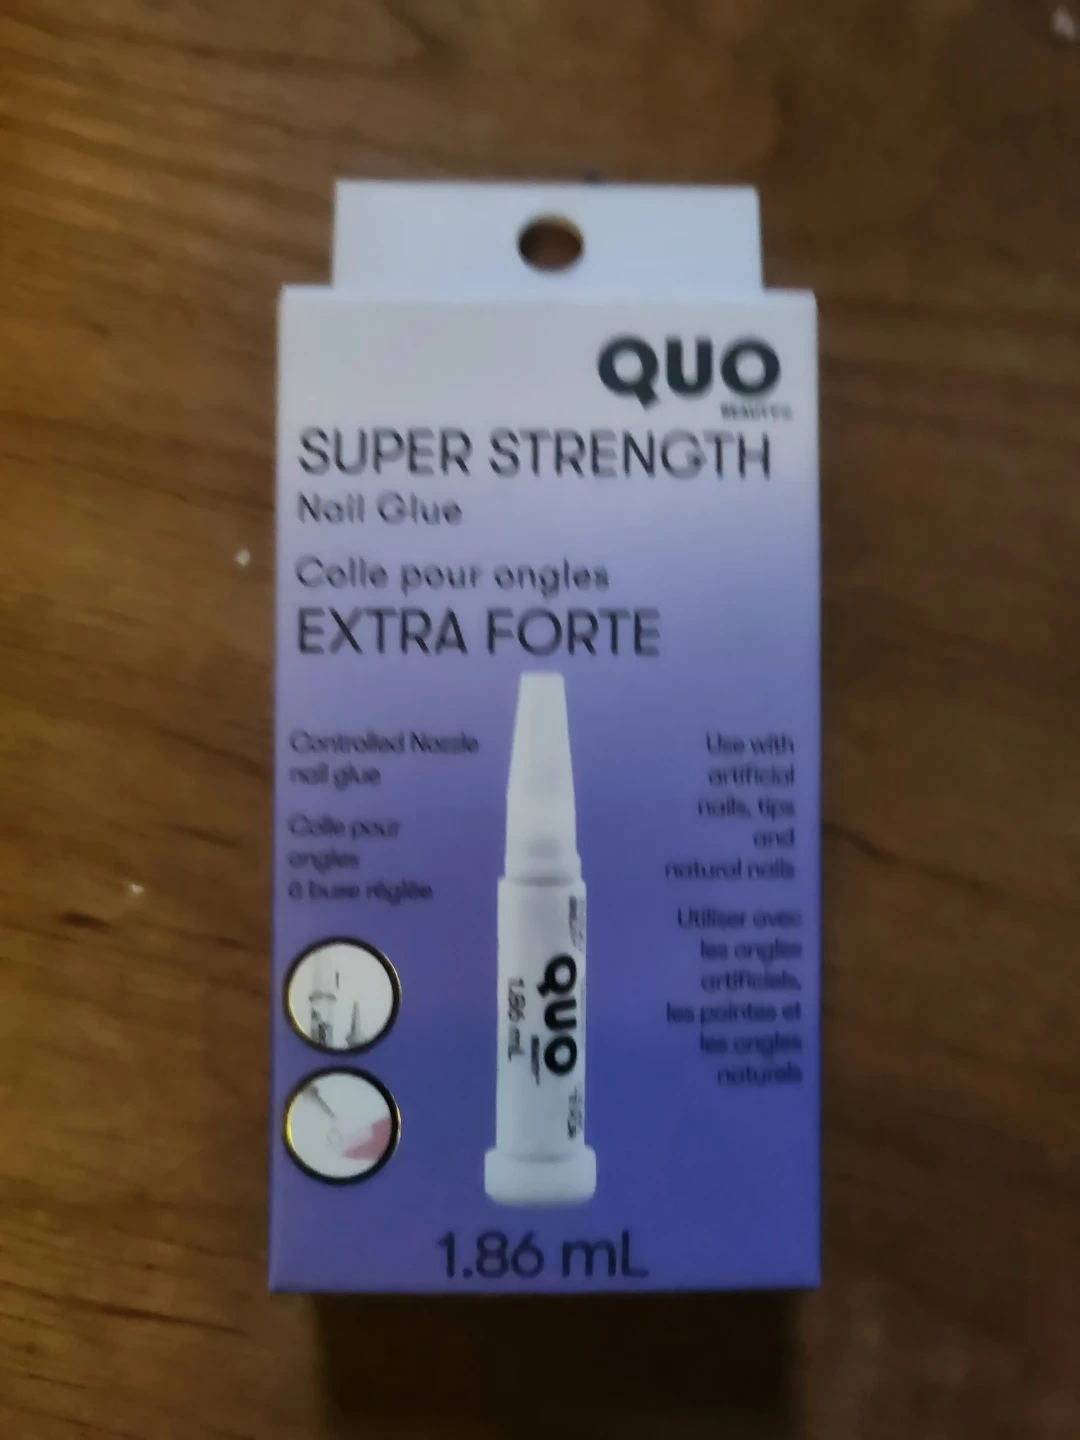 QUO
BEAUTY
SUPER STRENGTH
Nail Glue
Colle pour ongles
EXTRA FORTE
Controlled Nozzle
nail glue
Colle pour
ongles
à buse réglée
Use with
artificial
nails, tips
and
natural nails
Utiliser avec
les ongles
artificiels,
les pointes et
les ongles
naturels
QUO
1.86 mL
1.86 mL